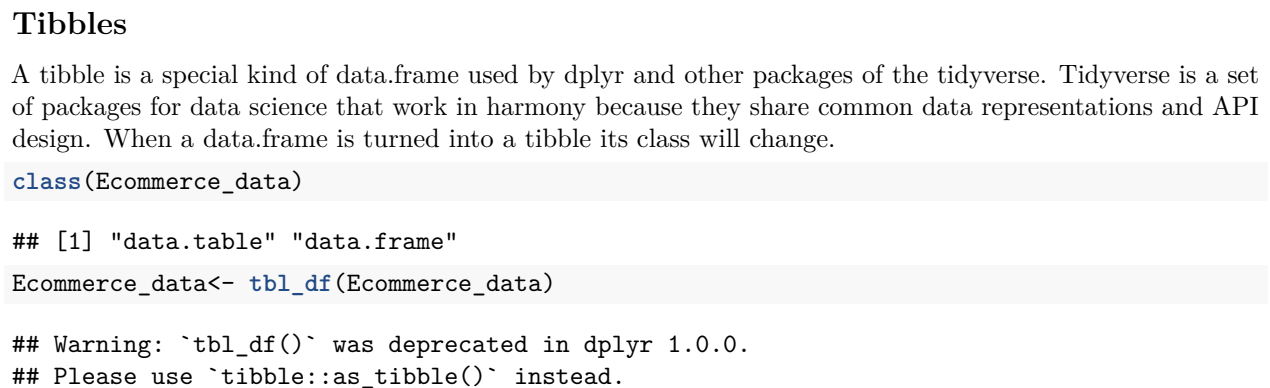 Tibbles
A tibble is a special kind of data.frame used by dplyr and other packages of the tidyverse. Tidyverse is a set
of packages for data science that work in harmony because they share common data representations and API
design. When a data.frame is turned into a tibble its class will change.
class(Ecommerce_data)
## [1] "data.table" "data.frame"
Ecommerce_data<- tbl_df(Ecommerce_data)
## Warning: `tbl_df()` was deprecated in dplyr 1.0.0.
## Please use `tibble::as_tibble()` instead.